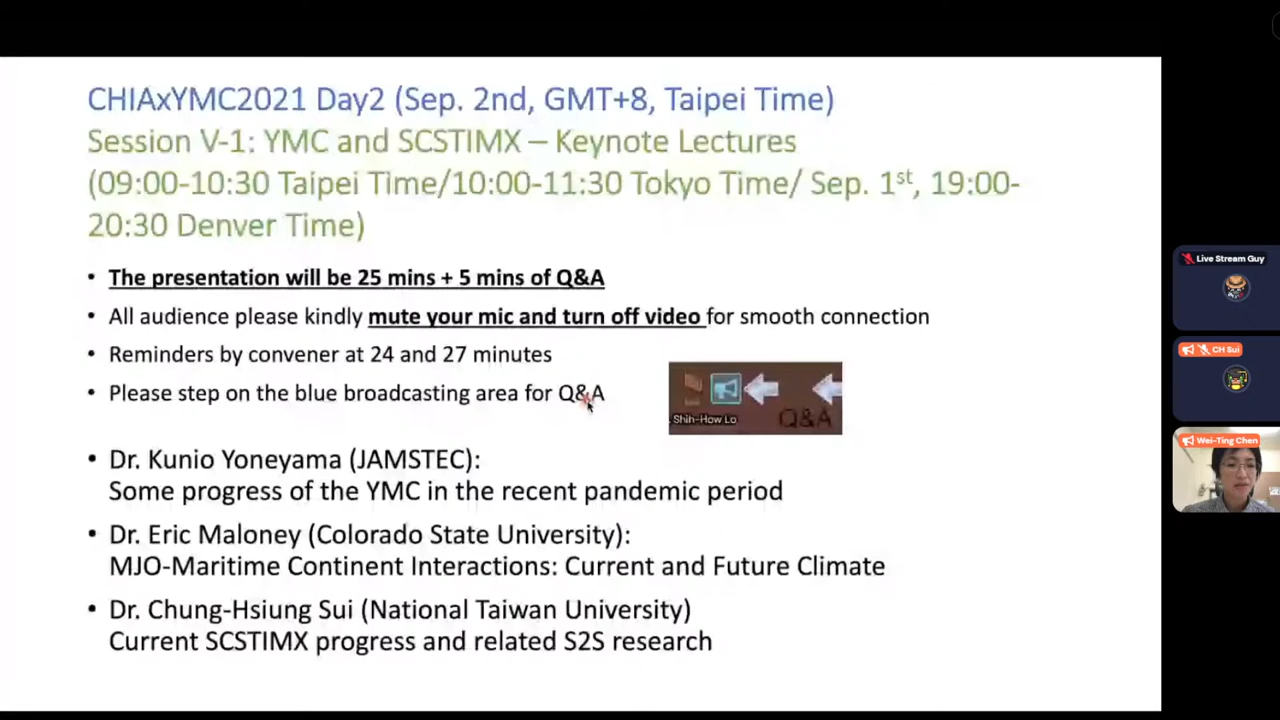 CHIAxYMC2021 Day2 (Sep. 2nd, GMT+8, Taipei Time)
Session V-1: YMC and SCSTIMX – Keynote Lectures
(09:00-10:30 Taipei Time/10:00-11:30 Tokyo Time/ Sep. 1st, 19:00-
20:30 Denver Time)
• The presentation will be 25 mins + 5 mins of Q&A
• All audience please kindly mute your mic and turn off video for smooth connection
• Reminders by convener at 24 and 27 minutes
• Please step on the blue broadcasting area for Q&A
Shih-How Lo
Q&A
• Dr. Kunio Yoneyama (JAMSTEC):
Some progress of the YMC in the recent pandemic period
• Dr. Eric Maloney (Colorado State University):
MJO-Maritime Continent Interactions: Current and Future Climate
• Dr. Chung-Hsiung Sui (National Taiwan University)
Current SCSTIMX progress and related S2S research
Live Stream Guy
CH Sui
Wei-Ting Chen